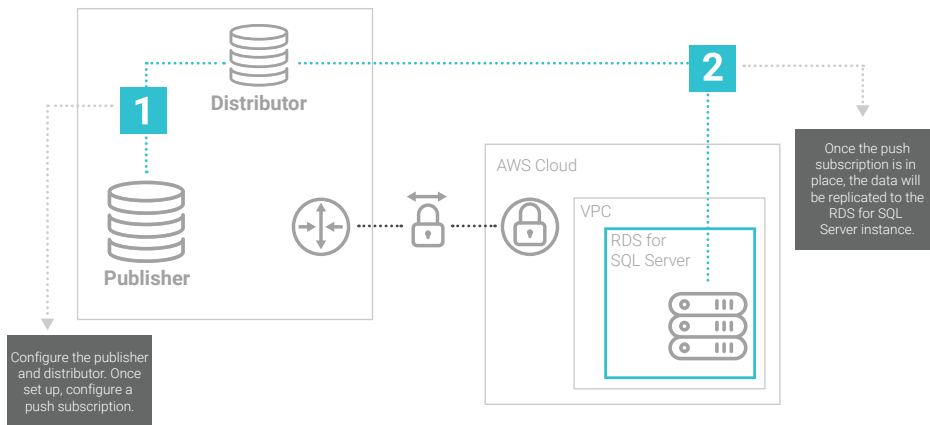 Distributor
1
2
Publisher
AWS Cloud
VPC
RDS for
SQL Server
Once the push
subscription is in
place, the data will
be replicated to the
RDS for SQL
Server instance.
Configure the publisher
and distributor. Once
set up, configure a
push subscription.